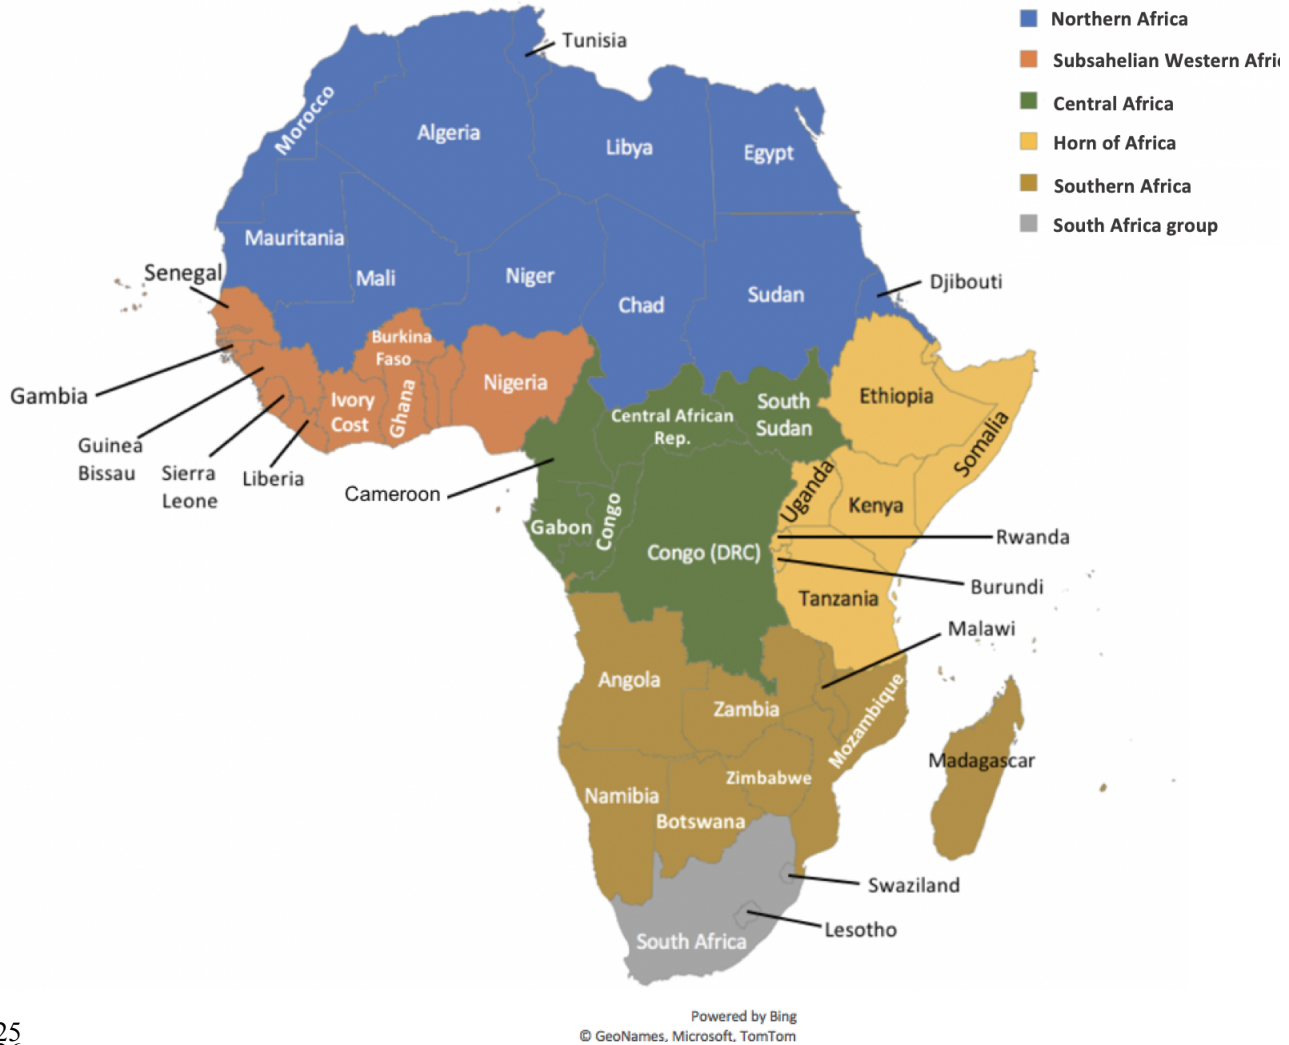 Northern Africa
Subsahelian Western Afri
Central Africa
Horn of Africa
Southern Africa
South Africa group
Tunisia
Morocco
Algeria
Libya
Egypt
Mauritania
Mali
Niger
Chad
Sudan
Djibouti
Senegal
Burkina
Faso
Nigeria
Gambia
Ivory
Cost
Ghana
Central African
Rep.
South
Sudan
Ethiopia
Somalia
Guinea
Bissau
Sierra
Leone
Liberia
Cameroon
Uganda
Kenya
Gabon
Congo
Congo (DRC)
Rwanda
Burundi
Tanzania
Malawi
Angola
Zambia
Mozambique
Madagascar
Namibia
Zimbabwe
Botswana
Swaziland
Lesotho
South Africa
Powered by Bing
© GeoNames, Microsoft, TomTom
25